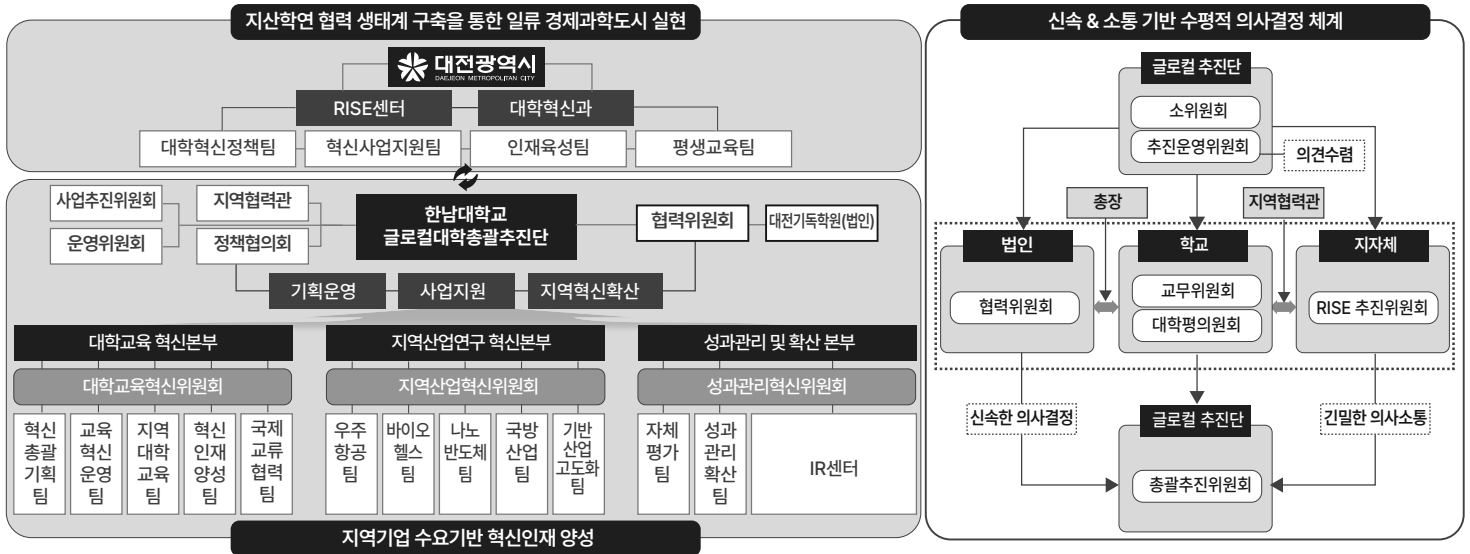 지산학연 협력 생태계 구축을 통한 일류 경제과학도시 실현
대전광역시
DAEJEON METROPOLITAN CITY
RISE센터
대학혁신과
대학혁신정책팀
혁신사업지원팀
인재육성팀
평생교육팀
사업추진위원회
지역협력관
운영위원회
정책협의회
한남대학교
글로컬대학총괄추진단
협력위원회
대전기독학원(법인)
기획운영
사업지원
지역혁신확산
대학교육 혁신본부
지역산업연구 혁신본부
성과관리 및 확산 본부
대학교육혁신위원회
지역산업혁신위원회
성과관리혁신위원회
혁신
총괄
기획
팀
교육
혁신
운영
팀
지역
대학
교육
팀
혁신
인재
양성
팀
국제
교류
협력
팀
우주
항공
팀
바이오
헬스
팀
나노
반도체
팀
국방
산업
팀
기반
산업
고도화
팀
자체
평가
팀
성과
관리
확산
팀
IR센터
지역기업 수요기반 혁신인재 양성
신속 & 소통 기반 수평적 의사결정 체계
글로컬 추진단
소위원회
추진운영위원회
의견수렴
총장
지역협력관
법인
학교
지자체
협력위원회
교무위원회
대학평의원회
RISE 추진위원회
신속한 의사결정
글로컬 추진단
긴밀한 의사소통
총괄추진위원회